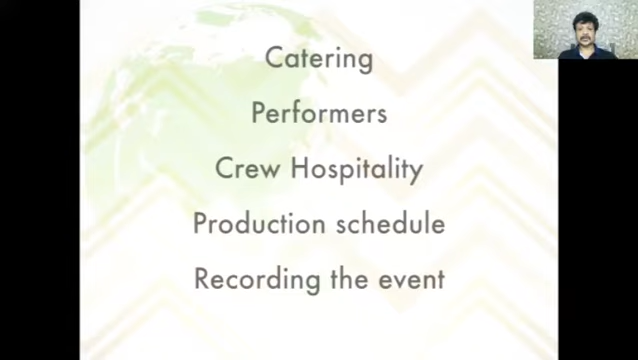 Catering
Performers
Crew Hospitality
Production schedule
Recording the event